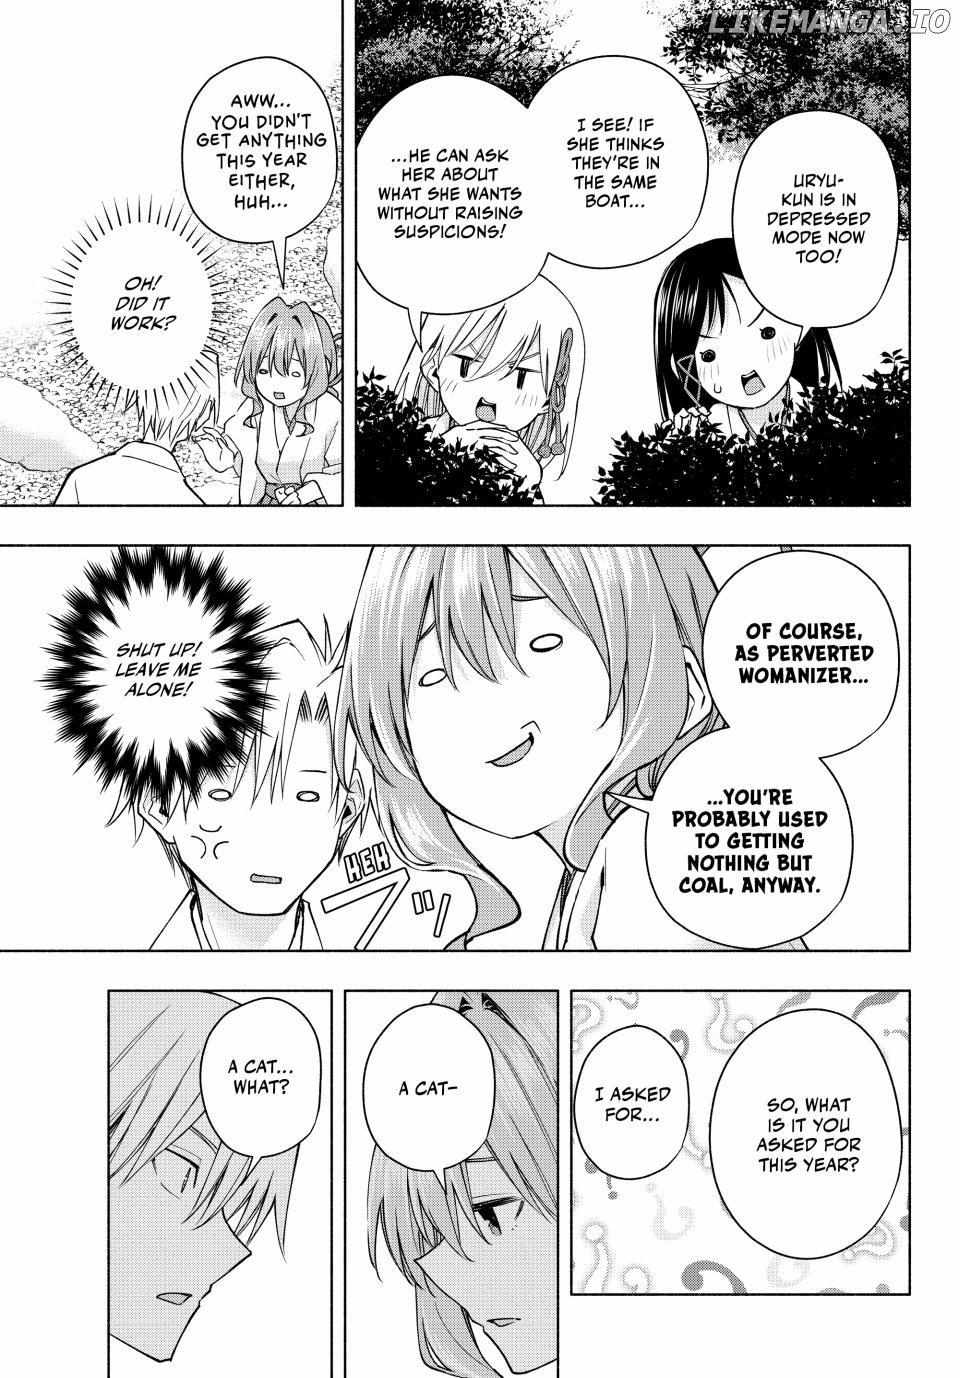 LIKEMANGA.IO
URYU-
KUN IS IN
DEPRESSED
MODE NOW
TOO!
I SEE! IF
SHE THINKS
THEY'RE IN
THE SAME
BOAT...
...HE CAN ASK
HER ABOUT
WHAT SHE WANTS
WITHOUT RAISING
SUSPICIONS!
AWW...
YOU DIDN'T
GET ANYTHING
THIS YEAR
EITHER,
HUH...
OH!
DID IT
WORK?
OF COURSE,
AS PERVERTED
WOMANIZER...
...YOU'RE
PROBABLY USED
TO GETTING
NOTHING BUT
COAL, ANYWAY.
HEH
プッ
SHUT UP!
LEAVE ME
ALONE!
SO, WHAT
IS IT YOU
ASKED FOR
THIS YEAR?
I ASKED
FOR...
A CAT-
A CAT...
WHAT?